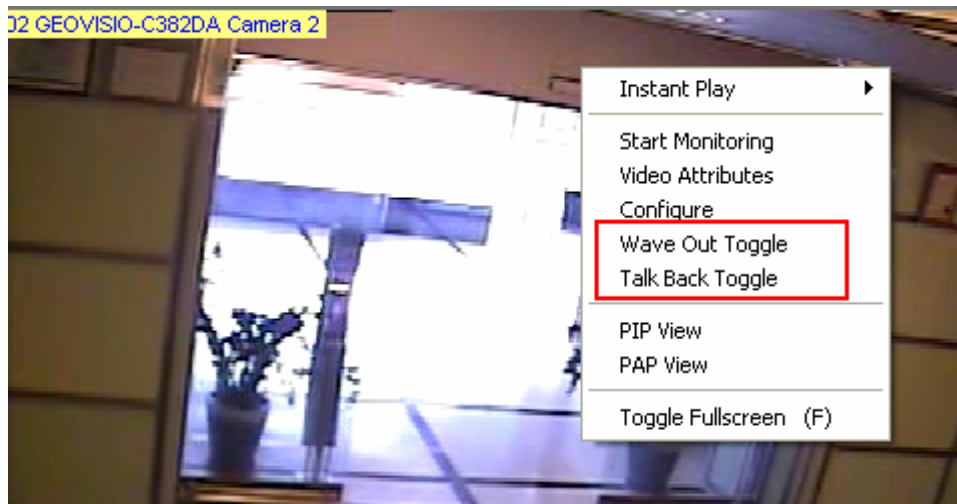 02 GEOVISIO-C382DA Camera 2
Instant Play
Start Monitoring
Video Attributes
Configure
Wave Out Toggle
Talk Back Toggle
PIP View
PAP View
Toggle Fullscreen (F)